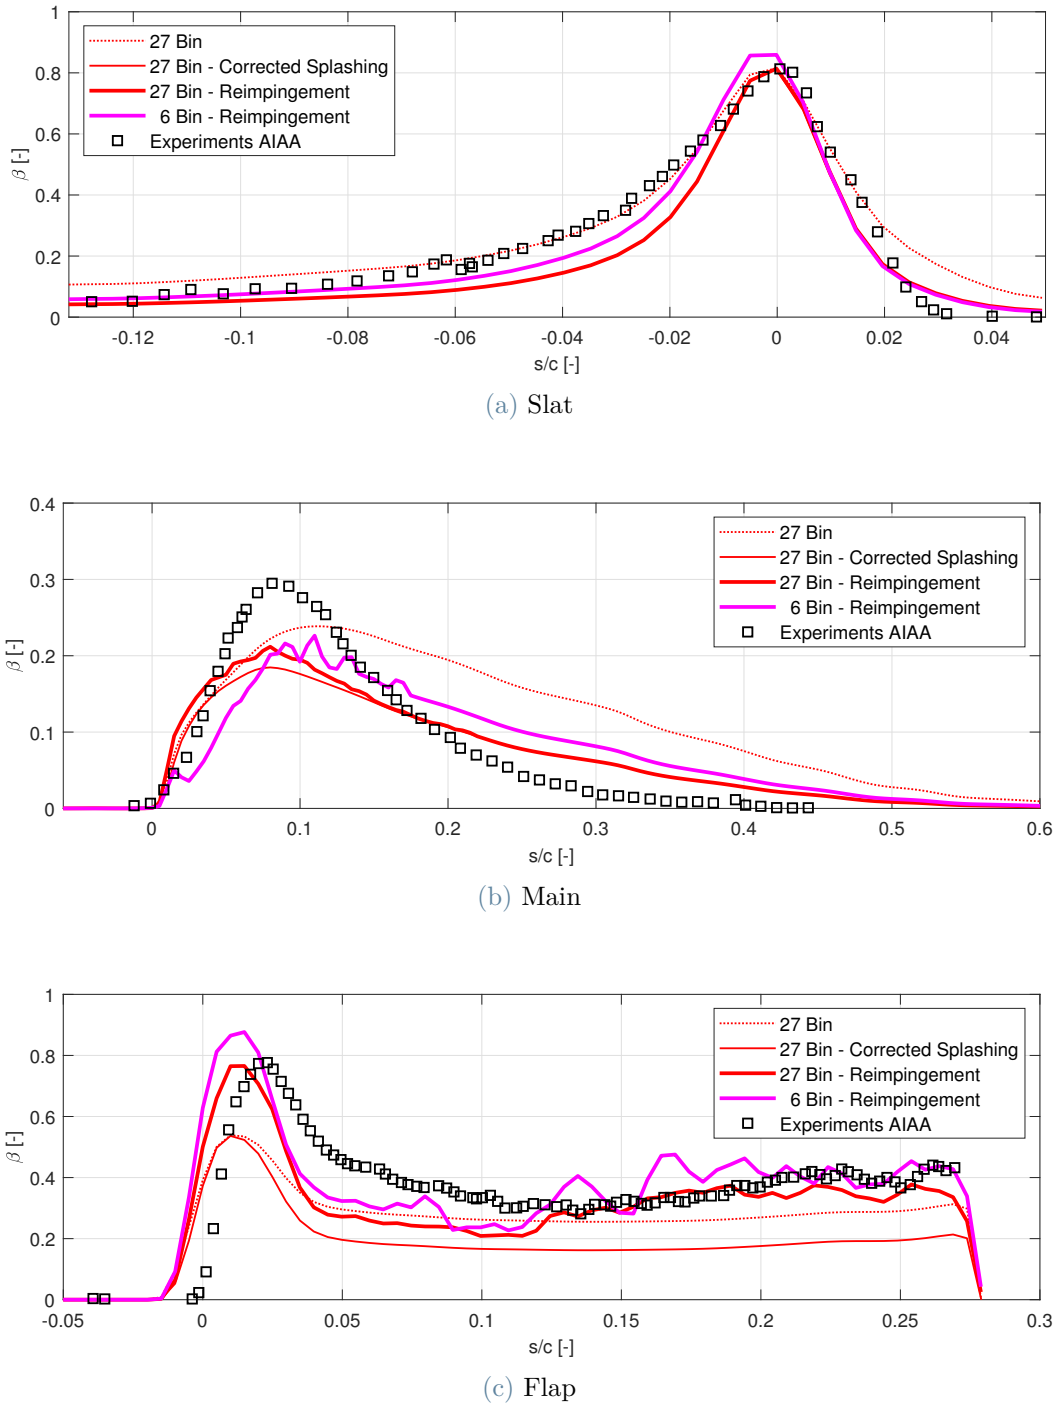 1
0.8
0.6
0.4
0.2
0
β [-]
27 Bin
27 Bin - Corrected Splashing
27 Bin - Reimpingement
6 Bin - Reimpingement
Experiments AIAA
-0.12 -0.1 -0.08 -0.06 -0.04 -0.02 0 0.02 0.04
s/c [-]
(a) Slat
0.4
0.3
0.2
0.1
0
β [-]
27 Bin
27 Bin - Corrected Splashing
27 Bin - Reimpingement
6 Bin - Reimpingement
Experiments AIAA
0 0.1 0.2 0.3 0.4 0.5 0.6
s/c [-]
(b) Main
1
0.8
0.6
0.4
0.2
0
β [-]
27 Bin
27 Bin - Corrected Splashing
27 Bin - Reimpingement
6 Bin - Reimpingement
Experiments AIAA
-0.05 0 0.05 0.1 0.15 0.2 0.25 0.3
s/c [-]
(c) Flap